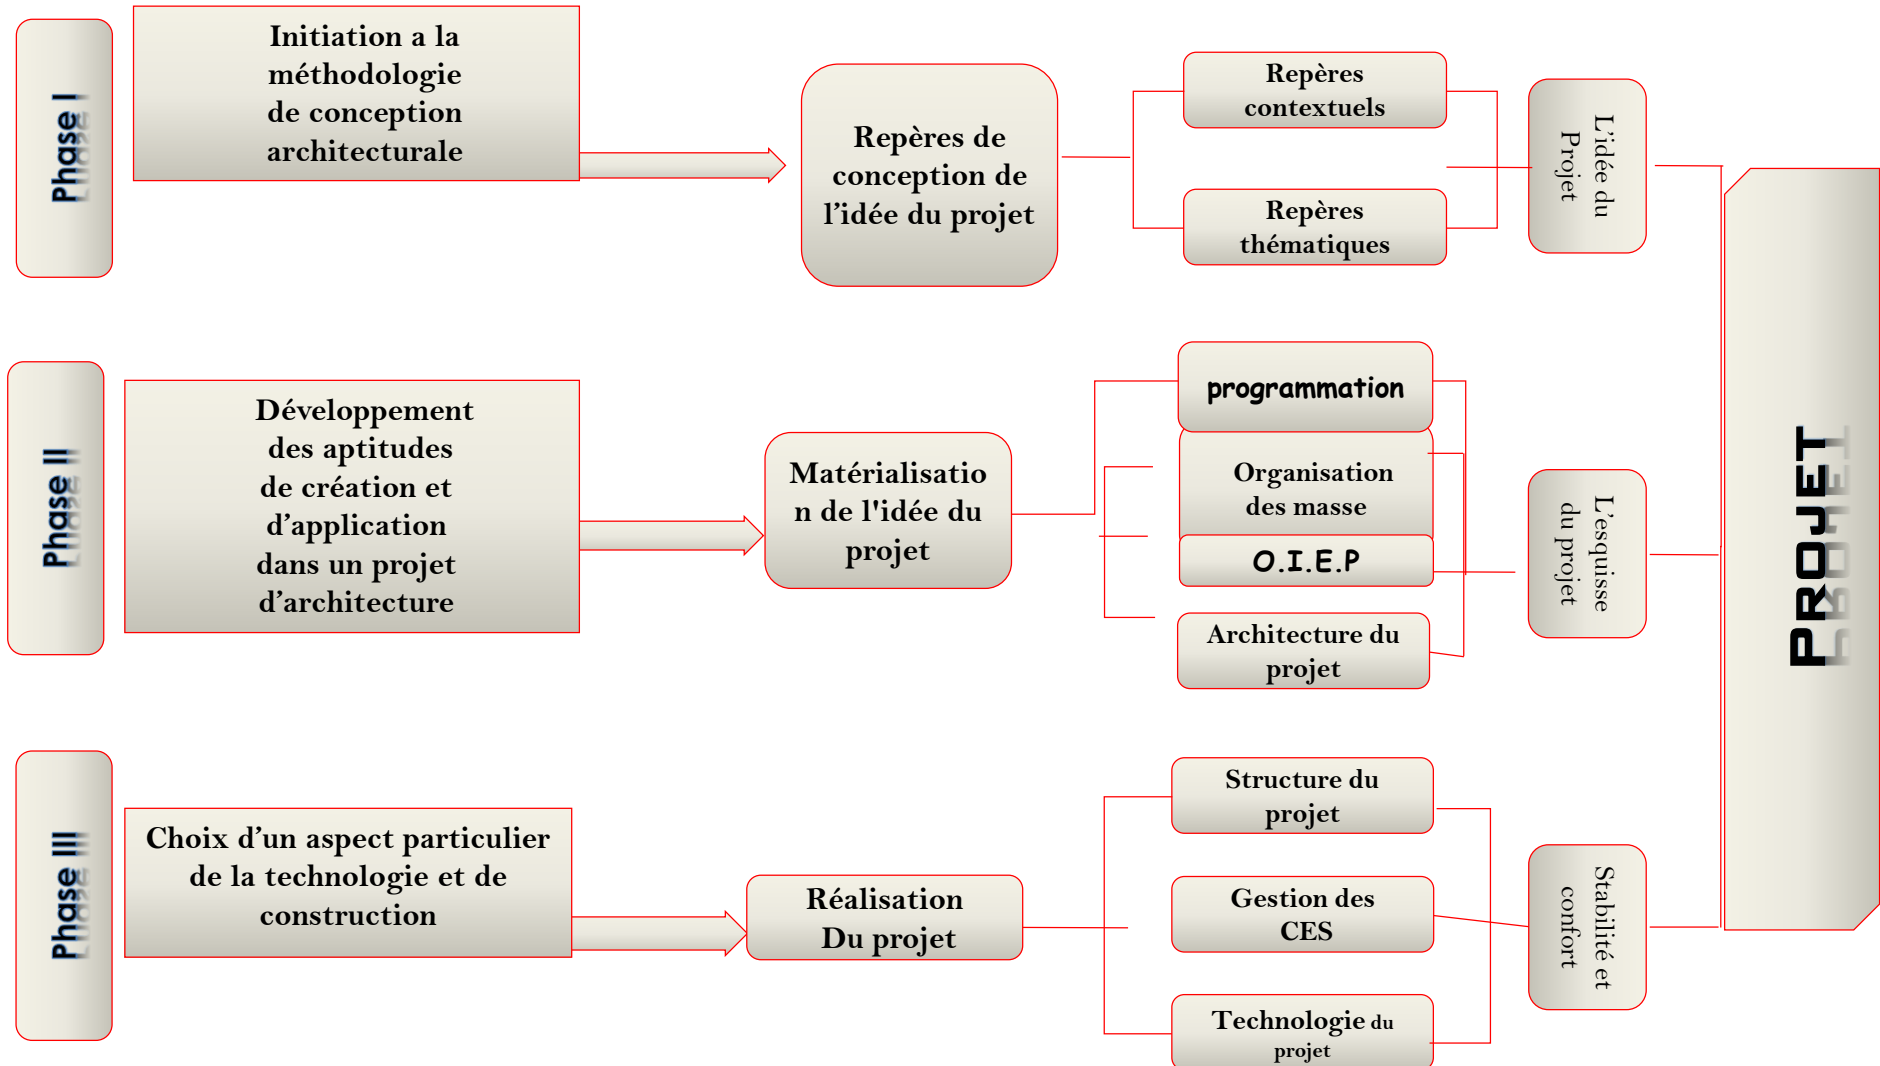 Phase I
Initiation a la
méthodologie
de conception
architecturale
Repères de
conception de
l’idée du projet
Repères
contextuels
Repères
thématiques
L’idée du
Projet
Phase II
Développement
des aptitudes
de création et
d’application
dans un projet
d’architecture
Matérialisatio
n de l'idée du
projet
programmation
Organisation
des masse
O.I.E.P
Architecture du
projet
L’esquisse
du projet
PROJET
Phase III
Choix d’un aspect particulier
de la technologie et de
construction
Réalisation
Du projet
Structure du
projet
Gestion des
CES
Technologie du
projet
Stabilité et
confort